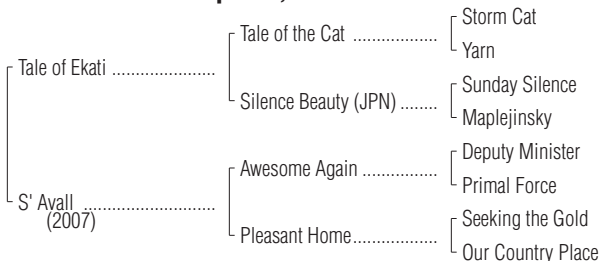 Storm Cat
Tale of the Cat ..................
Yarn
Tale of Ekati ......................
Sunday Silence
Silence Beauty (JPN) ........
Maplejinsky
Deputy Minister
Awesome Again ................
Primal Force
S' Avall ............................
(2007)
Seeking the Gold
Pleasant Home..................
Our Country Place